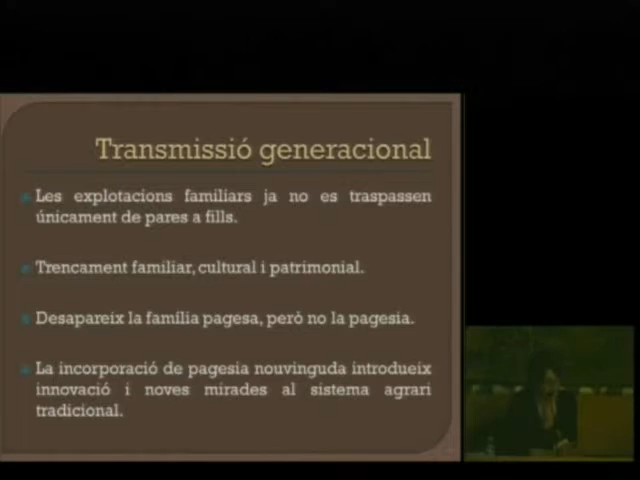 Transmissió generacional
Les explotacions familiars ja no es traspassen
únicament de pares a fills.
Trencament familiar, cultural i patrimonial.
Desapareix la família pagesa, però no la pagesia.
La incorporació de pagesia nouvinguda introdueix
innovació i noves mirades al sistema agrari
tradicional.